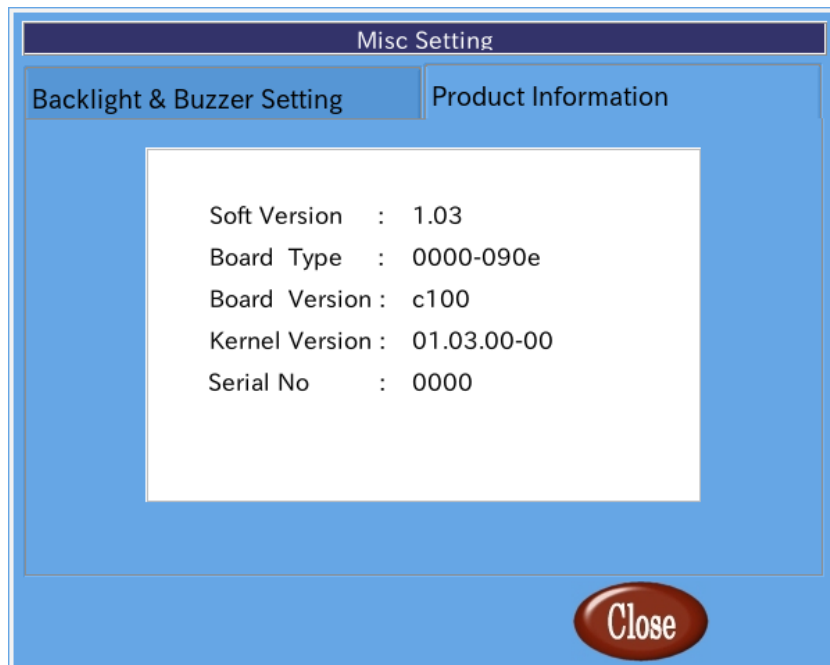 Misc Setting
Backlight & Buzzer Setting
Product Information
Soft Version : 1.03
Board Type : 0000-090e
Board Version : c100
Kernel Version : 01.03.00-00
Serial No : 0000
Close